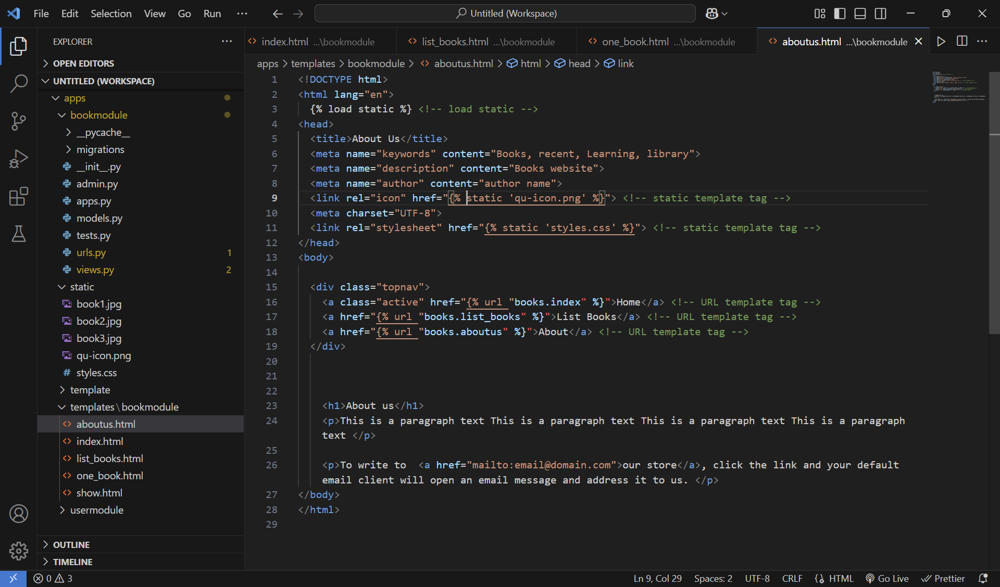 File Edit Selection View Go Run ··· Untitled (Workspace)
EXPLORER ···
OPEN EDITORS
UNTITLED (WORKSPACE)
apps
bookmodule
__pycache__
migrations
__init__.py
admin.py
apps.py
models.py
tests.py
urls.py 1
views.py 2
static
book1.jpg
book2.jpg
book3.jpg
qu-icon.png
styles.css
template
templates\bookmodule
aboutus.html
index.html
list_books.html
one_book.html
show.html
usermodule
OUTLINE
TIMELINE
index.html ...\bookmodule list_books.html ...\bookmodule one_book.html ...\bookmodule aboutus.html ...\bookmodule
apps > templates > bookmodule > aboutus.html > html > head > link
1 <!DOCTYPE html>
2 <html lang="en">
3 {% load static %} <!-- load static -->
4 <head>
5 <title>About Us</title>
6 <meta name="keywords" content="Books, recent, Learning, library">
7 <meta name="description" content="Books website">
8 <meta name="author" content="author name">
9 <link rel="icon" href="{% static 'qu-icon.png' %}"> <!-- static template tag -->
10 <meta charset="UTF-8">
11 <link rel="stylesheet" href="{% static 'styles.css' %}"> <!-- static template tag -->
12 </head>
13 <body>
14
15 <div class="topnav">
16 <a class="active" href="{% url "books.index" %}">Home</a> <!-- URL template tag -->
17 <a href="{% url "books.list_books" %}">List Books</a> <!-- URL template tag -->
18 <a href="{% url "books.aboutus" %}">About</a> <!-- URL template tag -->
19 </div>
20
21
22
23 <h1>About us</h1>
24 <p>This is a paragraph text This is a paragraph text This is a paragraph text This is a paragraph
text </p>
25
26 <p>To write to  <a href="mailto:email@domain.com">our store</a>, click the link and your default
email client will open an email message and address it to us. </p>
27 </body>
28 </html>
29
0 3 Ln 9, Col 29 Spaces: 2 UTF-8 CRLF HTML Go Live Prettier